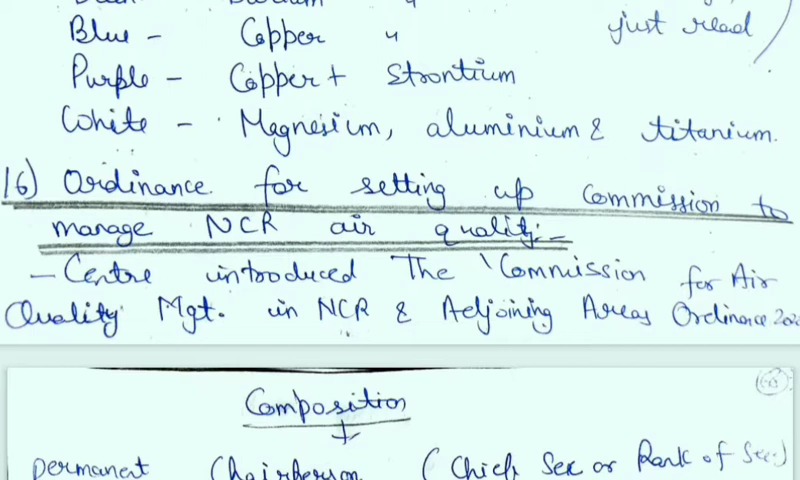 Blue - Copper "
just read
Purple - Copper + Strontium
White - Magnesium, aluminium & titanium.
16) Ordinance for setting up Commission to
manage NCR air quality:-
- Centre introduced The 'Commission for Air
Quality Mgt. in NCR & Adjoining Areas Ordinance 2020
Composition
permanent Chairperson (Chief Sec or Rank of Sec)